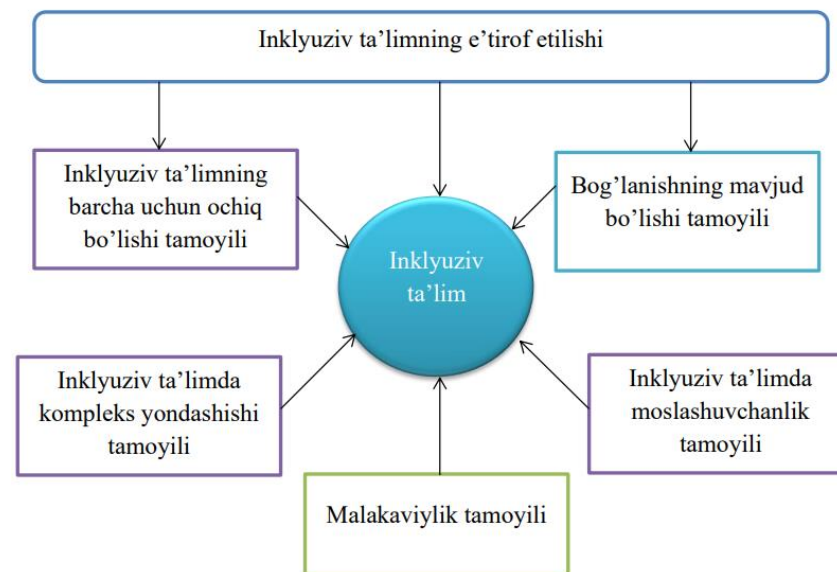 Inklyuziv ta’limning e’tirof etilishi
Inklyuziv ta’limning
barcha uchun ochiq
bo’lishi tamoyili
Bog’lanishning mavjud
bo’lishi tamoyili
Inklyuziv
ta’lim
Inklyuziv ta’limda
kompleks yondashishi
tamoyili
Inklyuziv ta’limda
moslashuvchanlik
tamoyili
Malakaviylik tamoyili